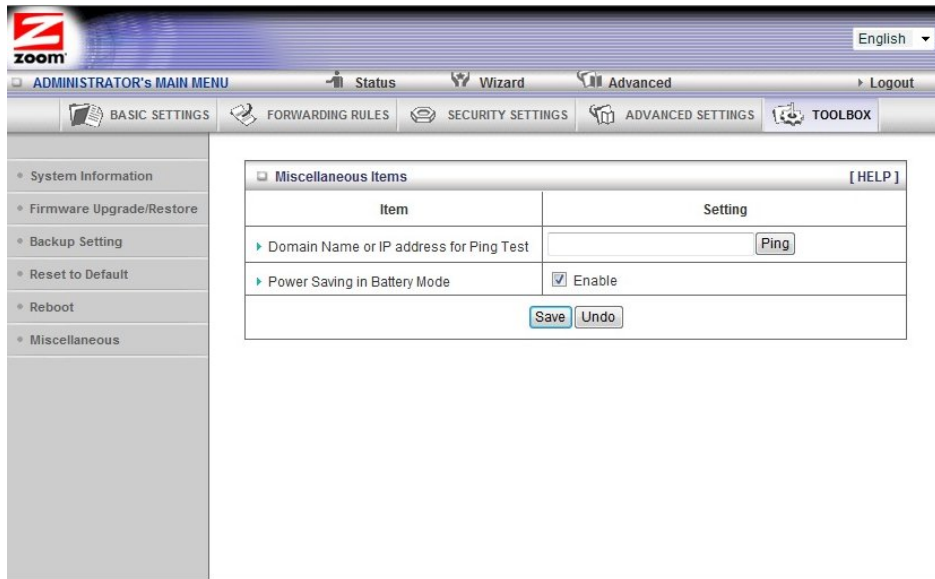 zoom
English
ADMINISTRATOR's MAIN MENU Status Wizard Advanced Logout
BASIC SETTINGS FORWARDING RULES SECURITY SETTINGS ADVANCED SETTINGS TOOLBOX
System Information
Firmware Upgrade/Restore
Backup Setting
Reset to Default
Reboot
Miscellaneous
Miscellaneous Items [ HELP ]
Item Setting
Domain Name or IP address for Ping Test Ping
Power Saving in Battery Mode Enable
Save Undo